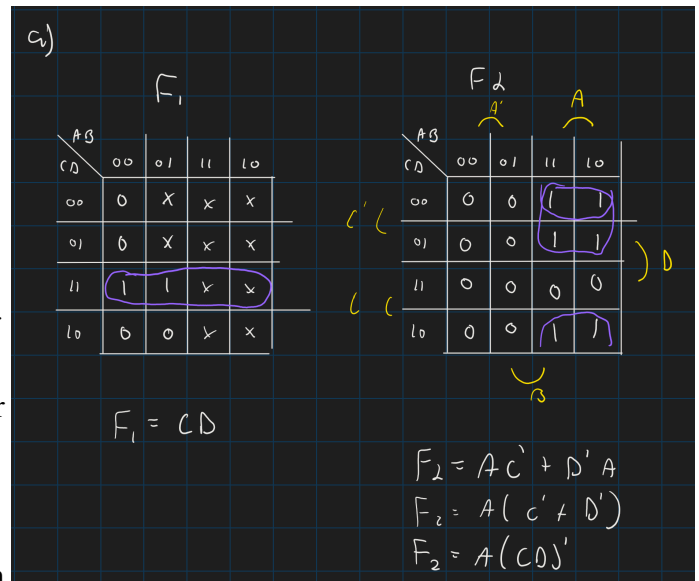 a)
F₁
AB
CD 00 01 11 10
00 0 x x x
01 0 x x x
11 1 1 x x
10 0 0 x x
F₁ = CD
F2
A' A
AB
CD 00 01 11 10
C' 00 0 0 1 1
01 0 0 1 1
D
C 11 0 0 0 0
10 0 0 1 1
B
F₂ = AC' + D'A
F₂ = A(C' + D')
F₂ = A(CD)'